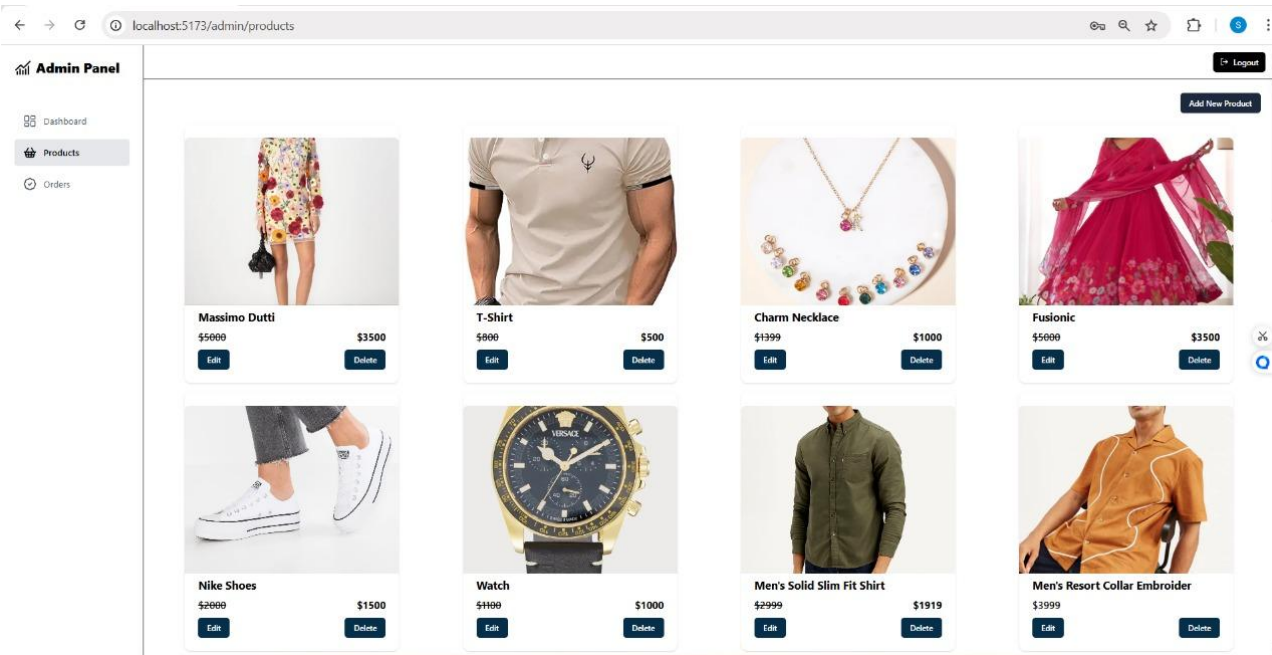 localhost:5173/admin/products
S
Admin Panel
Logout
Add New Product
Dashboard
Products
Orders
Massimo Dutti
$5000 $3500
Edit Delete
T-Shirt
$800 $500
Edit Delete
Charm Necklace
$1399 $1000
Edit Delete
Fusionic
$5000 $3500
Edit Delete
VERSACE
Nike Shoes
$2000 $1500
Edit Delete
Watch
$1100 $1000
Edit Delete
Men's Solid Slim Fit Shirt
$2999 $1919
Edit Delete
Men's Resort Collar Embroider
$3999
Edit Delete